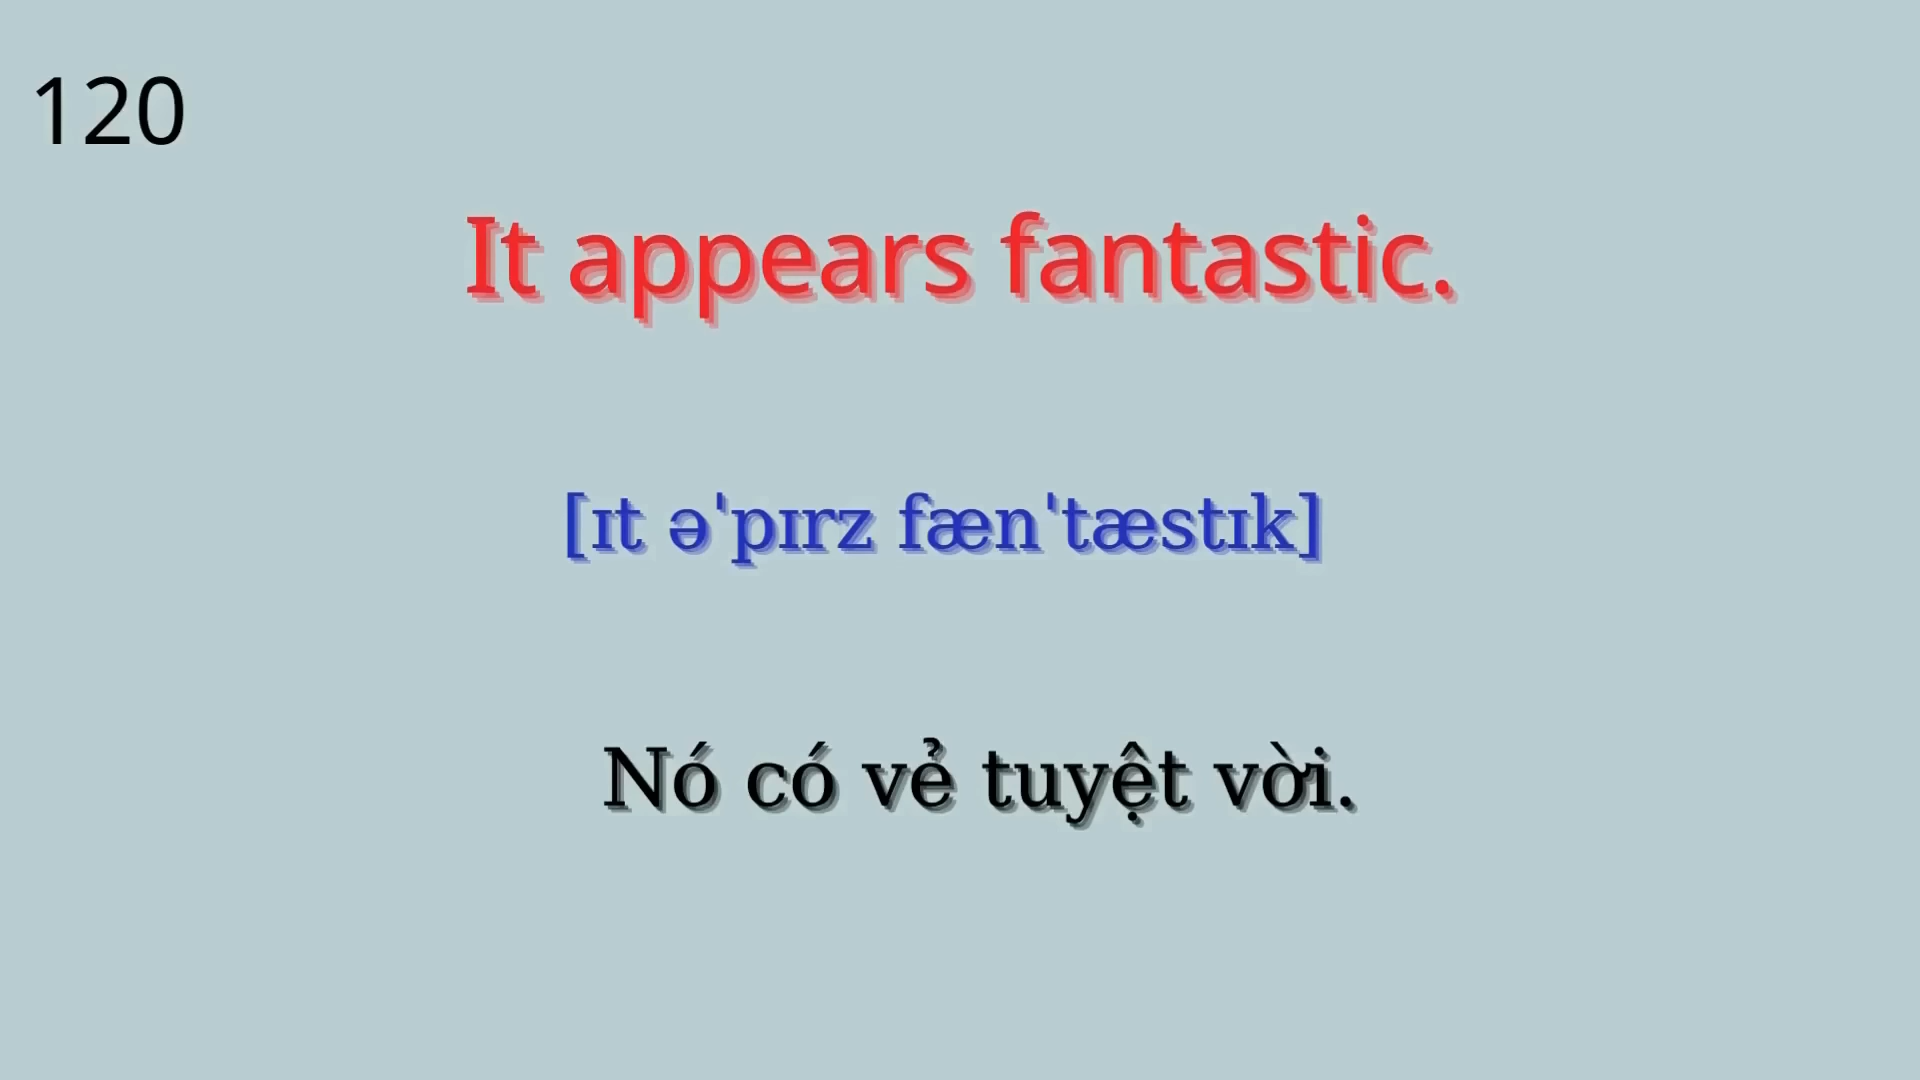 120
It appears fantastic.
[ɪt əˈpɪrz fænˈtæstɪk]
Nó có vẻ tuyệt vời.